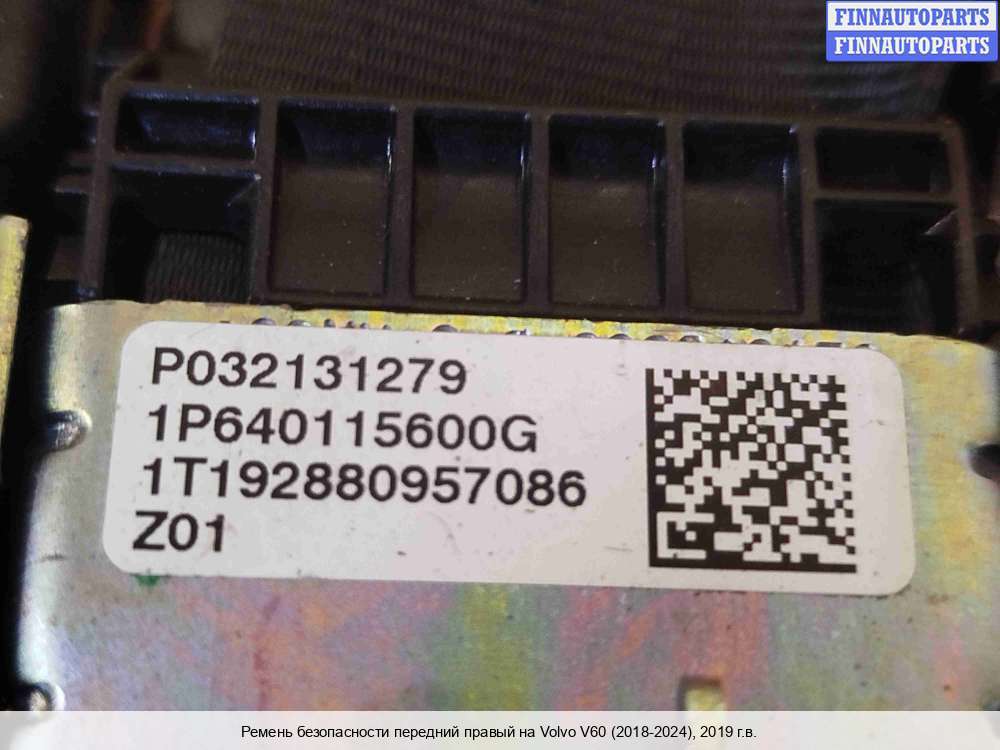 FINNAUTOPARTS
FINNAUTOPARTS
P032131279
1P640115600G
1T192880957086
Z01
Ремень безопасности передний правый на Volvo V60 (2018-2024), 2019 г.в.